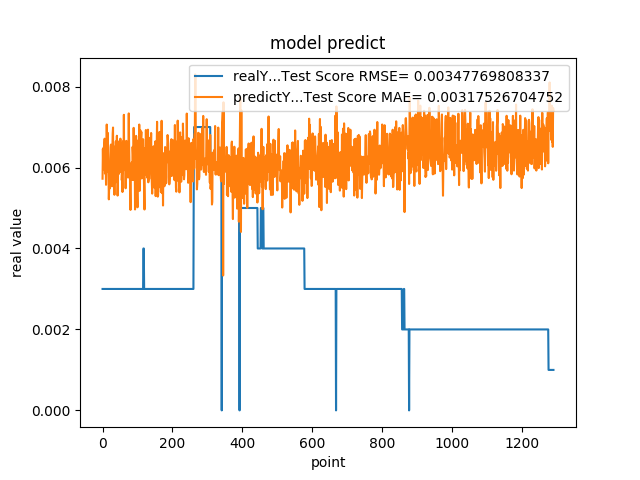 model predict
realY...Test Score RMSE= 0.00347769808337
predictY...Test Score MAE= 0.00317526704752
0.008
0.006
0.004
0.002
0.000
real value
0 200 400 600 800 1000 1200
point